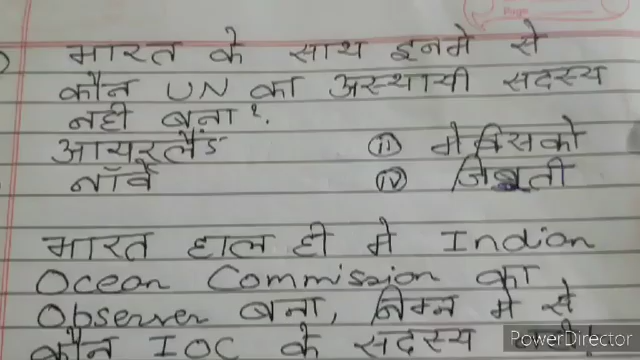 भारत के साथ इनमे से
कौन UN का अस्थायी सदस्य
नही बना?
आयरलैंड (ii) मेक्सिको
नॉर्वे (iv) जिबूती
भारत हाल ही मे Indian
Ocean Commission का
Observer बना, निम्न मे से
कौन IOC के सदस्य
PowerDirector